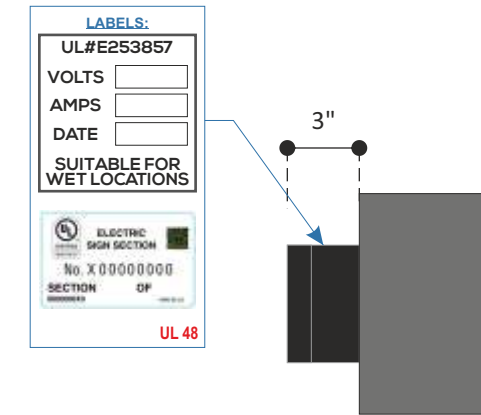 LABELS:
UL#E253857
VOLTS
AMPS
DATE
SUITABLE FOR
WET LOCATIONS
UL
ELECTRIC
SIGN SECTION
No. X00000000
SECTION OF
UL 48
3"